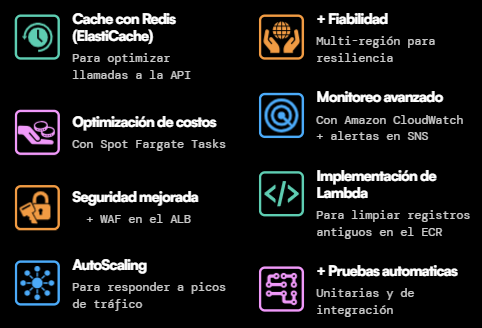 Cache con Redis
(ElastiCache)
Para optimizar
llamadas a la API
Optimización de costos
Con Spot Fargate Tasks
Seguridad mejorada
+ WAF en el ALB
AutoScaling
Para responder a picos
de tráfico
+ Fiabilidad
Multi-región para
resiliencia
Monitoreo avanzado
Con Amazon CloudWatch
+ alertas en SNS
Implementación de
Lambda
Para limpiar registros
antiguos en el ECR
+ Pruebas automaticas
Unitarias y de
integración